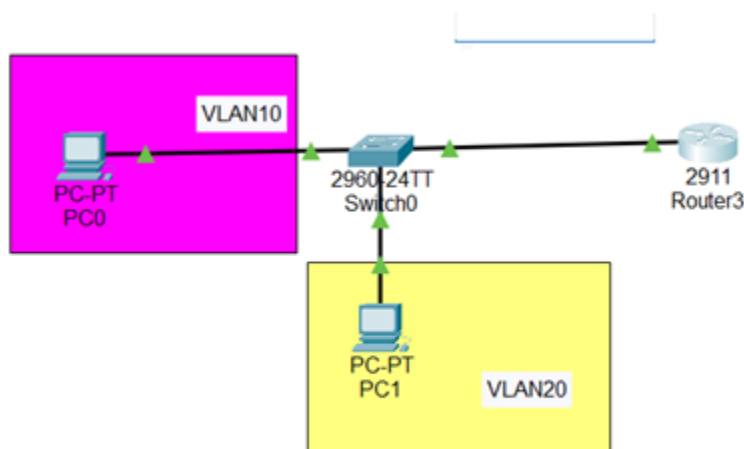 VLAN10
PC-PT
PC0
2960-24TT
Switch0
2911
Router3
PC-PT
PC1
VLAN20